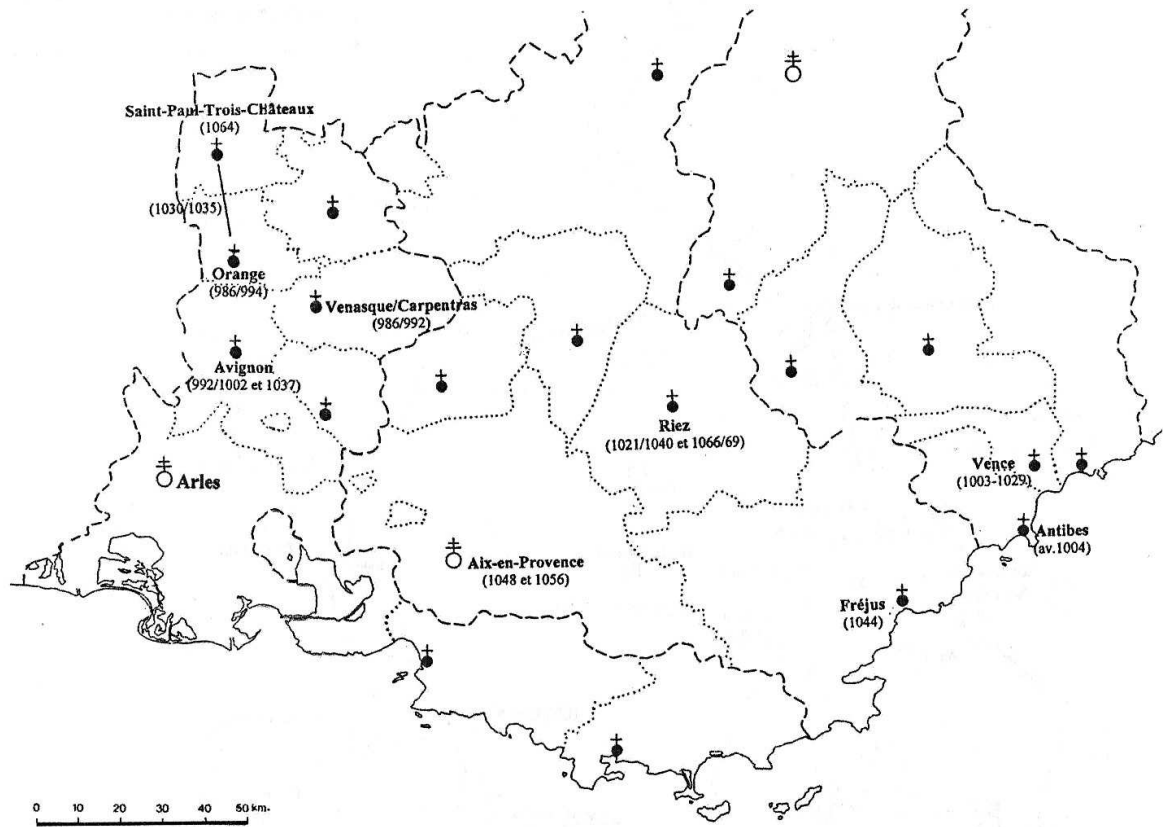 Saint-Paul-Trois-Châteaux
(1064)
(1030/1035)
Orange
(986/994)
Venasque/Carpentras
(986/992)
Avignon
(992/1002 et 1037)
Riez
(1021/1040 et 1066/69)
Vence
(1003-1029)
Arles
Antibes
(av.1004)
Aix-en-Provence
(1048 et 1056)
Fréjus
(1044)
0 10 20 30 40 50 km.